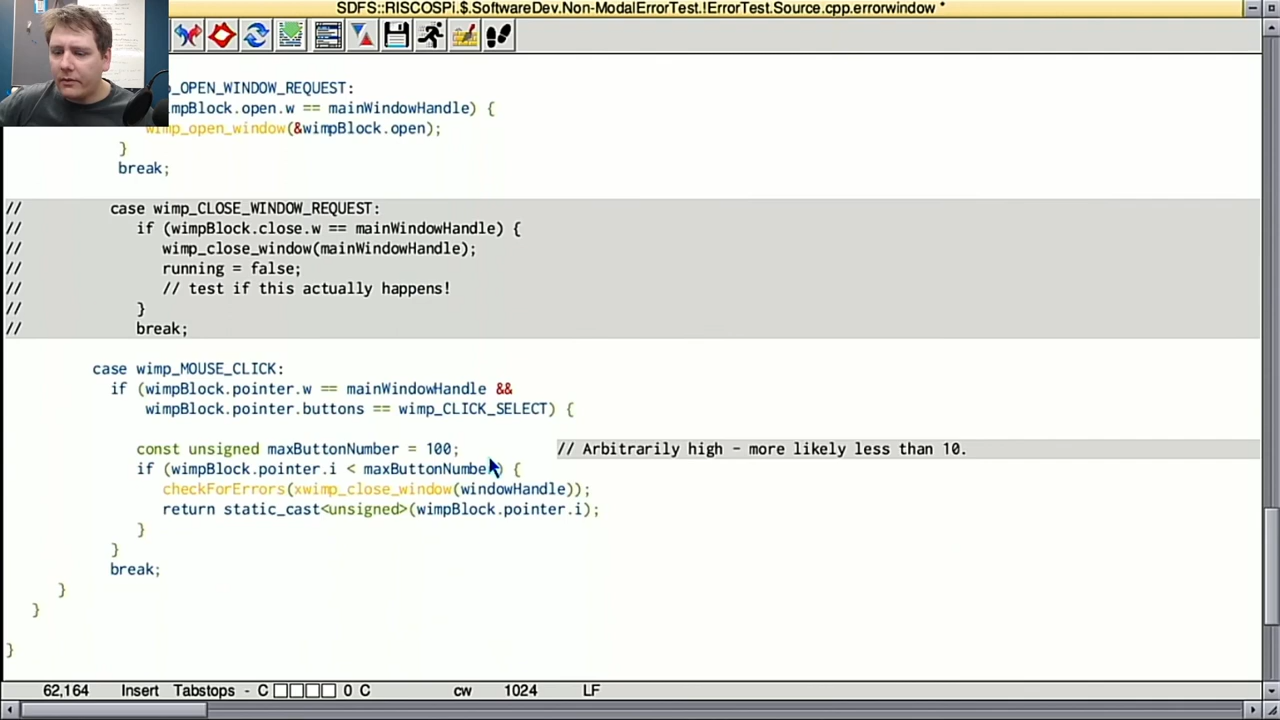 SDFS::RISCOSPi.$.SoftwareDev.Non-ModalErrorTest.!ErrorTest.Source.cpp.errorwindow *
p_OPEN_WINDOW_REQUEST:
impBlock.open.w == mainWindowHandle) {
wimp_open_window(&wimpBlock.open);
}
break;
// case wimp_CLOSE_WINDOW_REQUEST:
// if (wimpBlock.close.w == mainWindowHandle) {
// wimp_close_window(mainWindowHandle);
// running = false;
// // test if this actually happens!
// }
// break;
case wimp_MOUSE_CLICK:
if (wimpBlock.pointer.w == mainWindowHandle &&
wimpBlock.pointer.buttons == wimp_CLICK_SELECT) {
const unsigned maxButtonNumber = 100; // Arbitrarily high - more likely less than 10.
if (wimpBlock.pointer.i < maxButtonNumber) {
checkForErrors(xwimp_close_window(windowHandle));
return static_cast<unsigned>(wimpBlock.pointer.i);
}
}
break;
}
}
}
62,164 Insert Tabstops - C 0 C cw 1024 LF